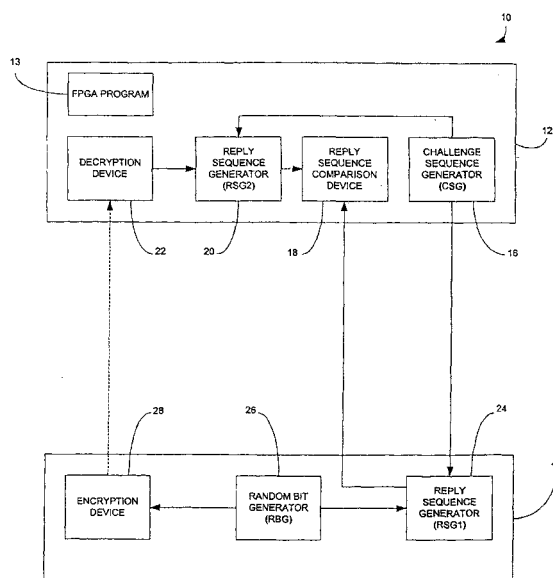 10
13
FPGA PROGRAM
12
DECRYPTION
DEVICE
REPLY
SEQUENCE
GENERATOR
(RSG2)
REPLY
SEQUENCE
COMPARISON
DEVICE
CHALLENGE
SEQUENCE
GENERATOR
(CSG)
22
20
18
16
28
26
24
ENCRYPTION
DEVICE
RANDOM BIT
GENERATOR
(RBG)
REPLY
SEQUENCE
GENERATOR
(RSG1)